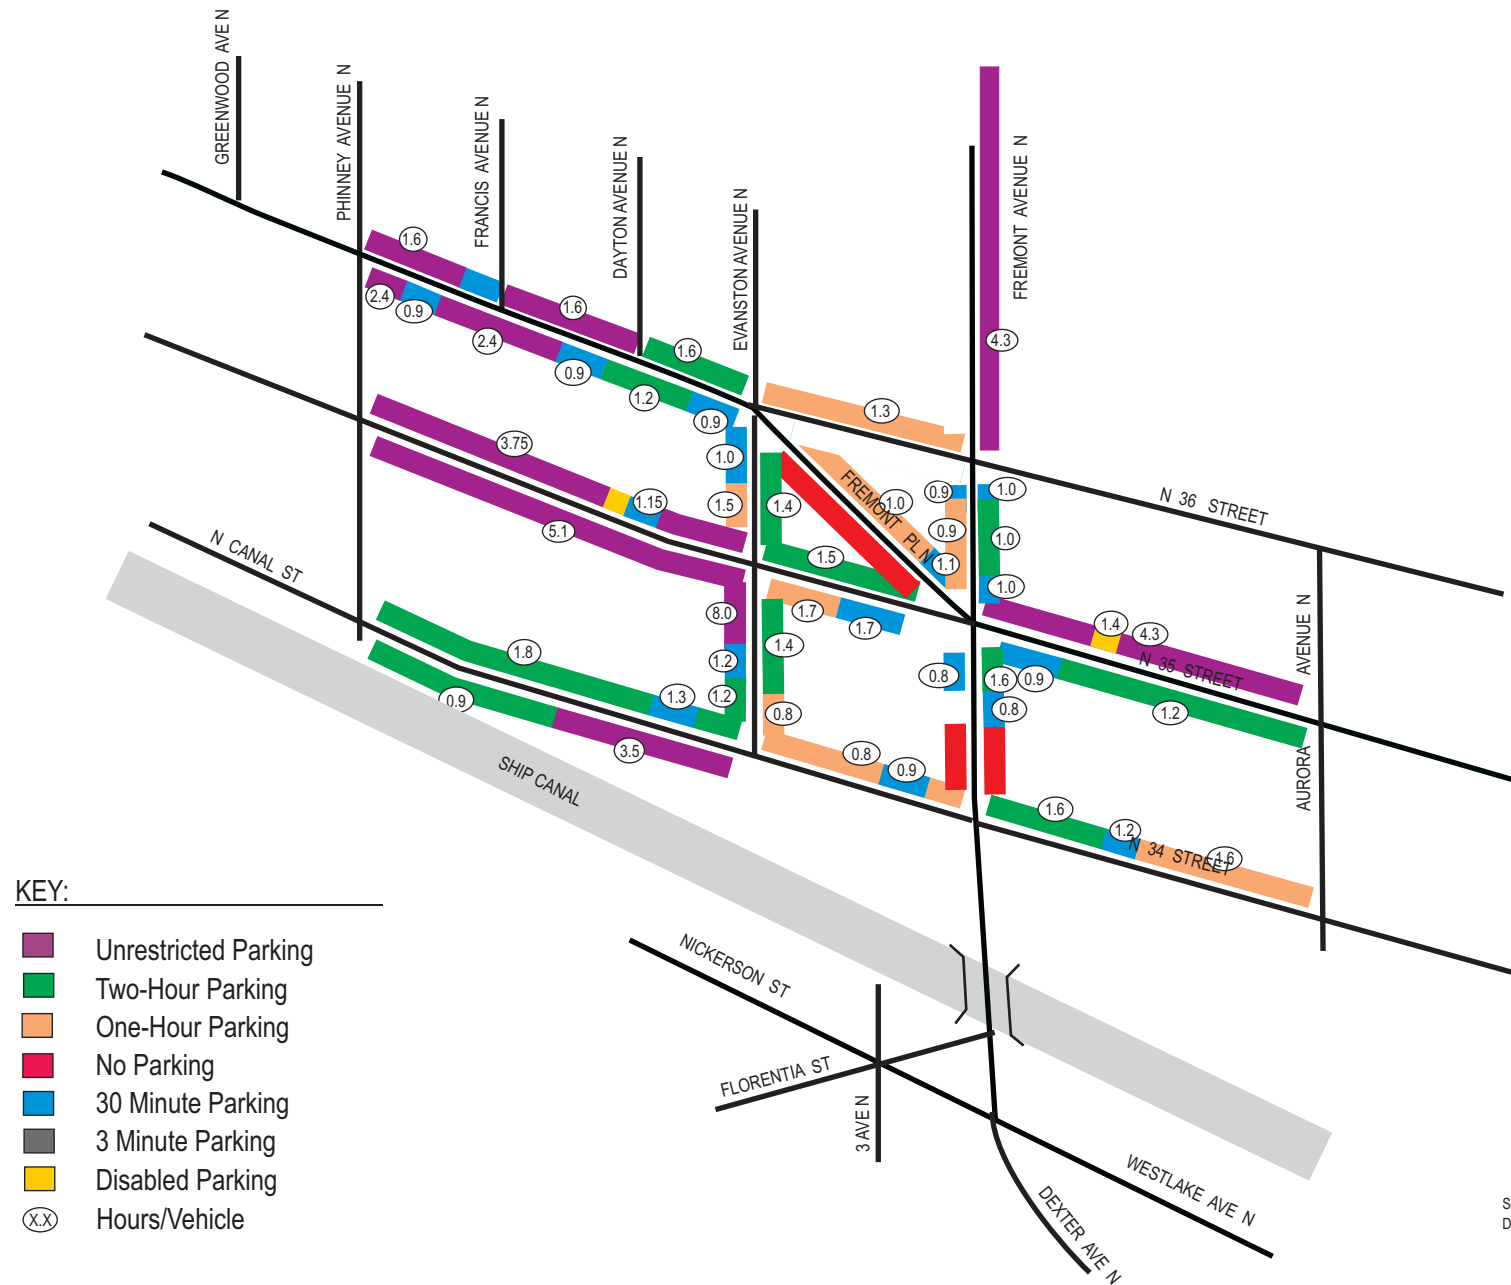 GREENWOOD AVE N
PHINNEY AVENUE N
FRANCIS AVENUE N
DAYTON AVENUE N
EVANSTON AVENUE N
FREMONT AVENUE N
1.6
1.6
1.6
2.4
0.9
2.4
0.9
1.2
0.9
4.3
1.3
3.75
1.15
5.1
1.0
1.5
1.4
1.5
FREMONT PL N
1.0
1.1
0.9
0.9
1.0
1.0
1.0
N 36 STREET
N CANAL ST
8.0
1.2
1.2
1.7
1.7
1.4
0.8
0.8
1.6
0.9
0.8
1.4
4.3
N 35 STREET
1.2
AURORA AVENUE N
1.8
1.3
0.9
3.5
0.8
0.9
1.6
1.2
1.6
N 34 STREET
SHIP CANAL
NICKERSON ST
FLORENTIA ST
3 AVE N
WESTLAKE AVE N
DEXTER AVE N
KEY:
Unrestricted Parking
Two-Hour Parking
One-Hour Parking
No Parking
30 Minute Parking
3 Minute Parking
Disabled Parking
X.X Hours/Vehicle
S
D